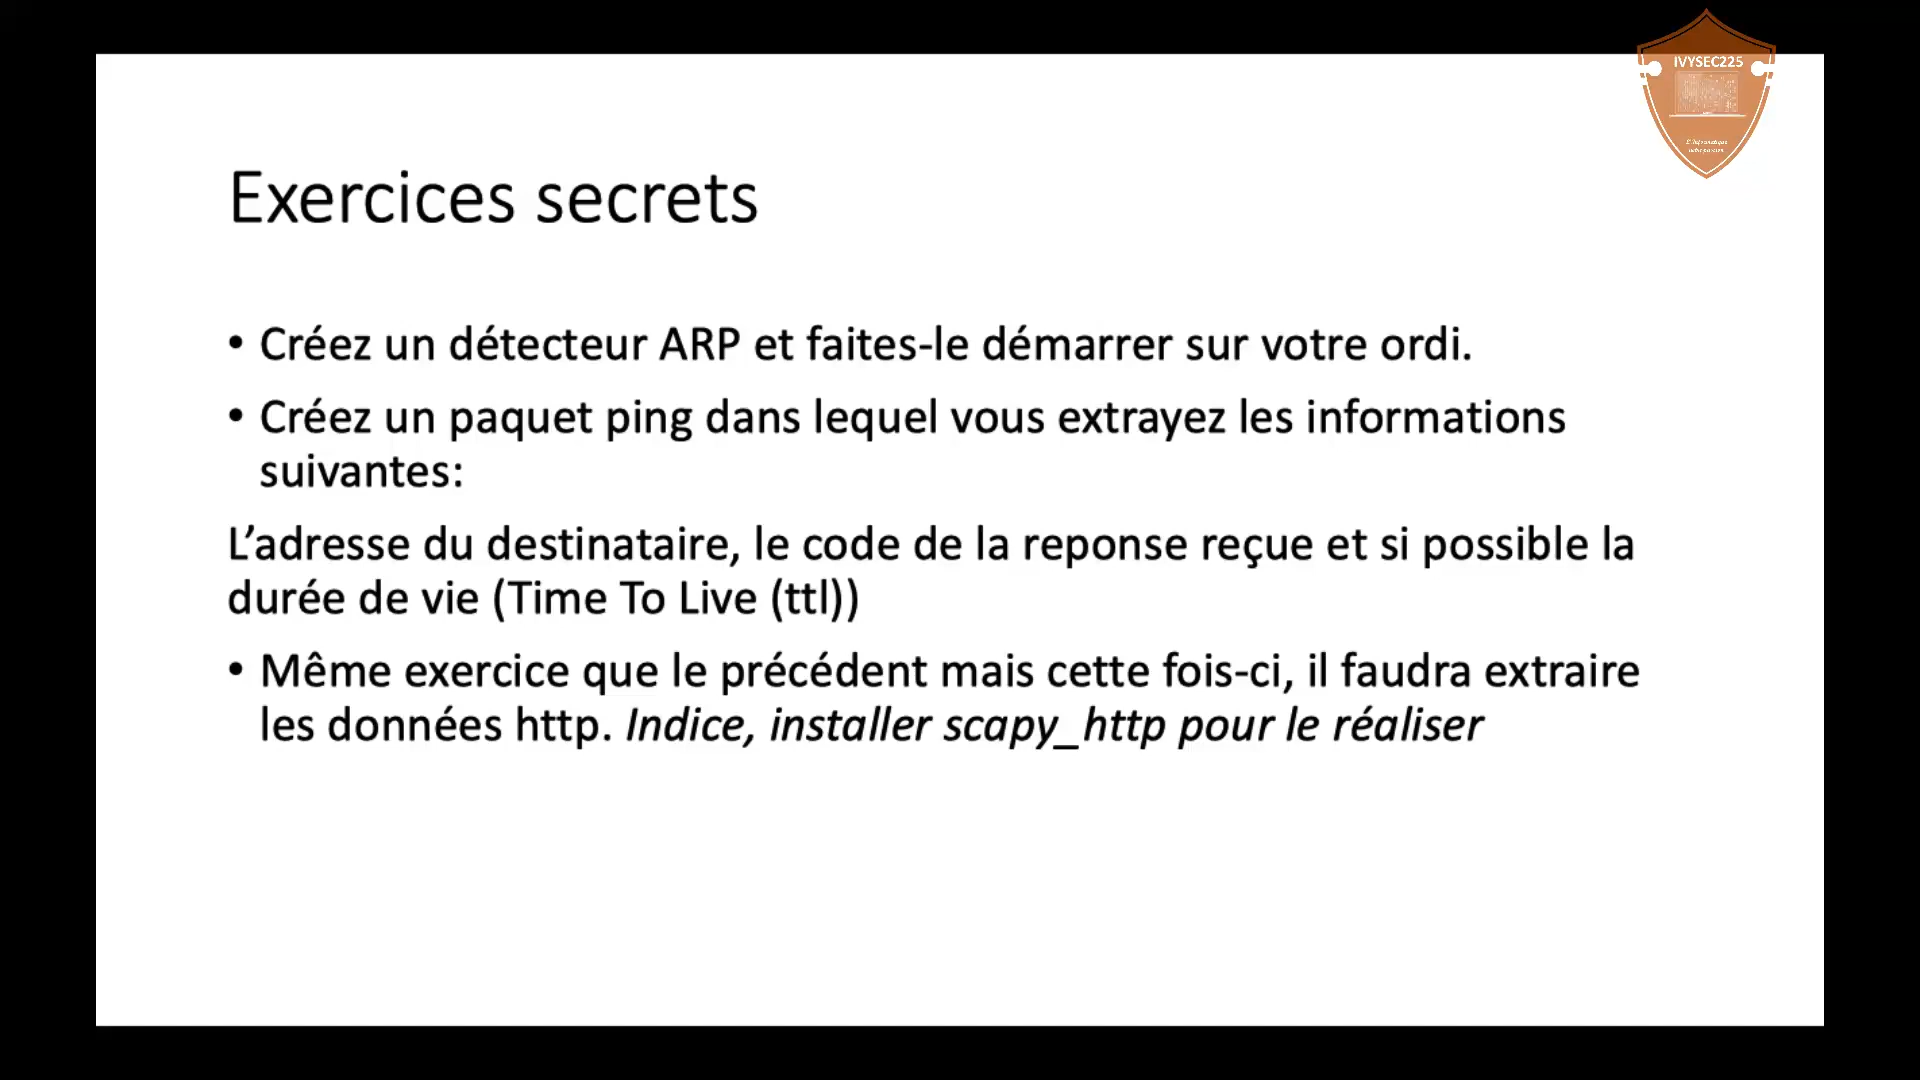 IVYSEC225
Exercices secrets
• Créez un détecteur ARP et faites-le démarrer sur votre ordi.
• Créez un paquet ping dans lequel vous extrayez les informations
suivantes:
L’adresse du destinataire, le code de la reponse reçue et si possible la
durée de vie (Time To Live (ttl))
• Même exercice que le précédent mais cette fois-ci, il faudra extraire
les données http. Indice, installer scapy_http pour le réaliser